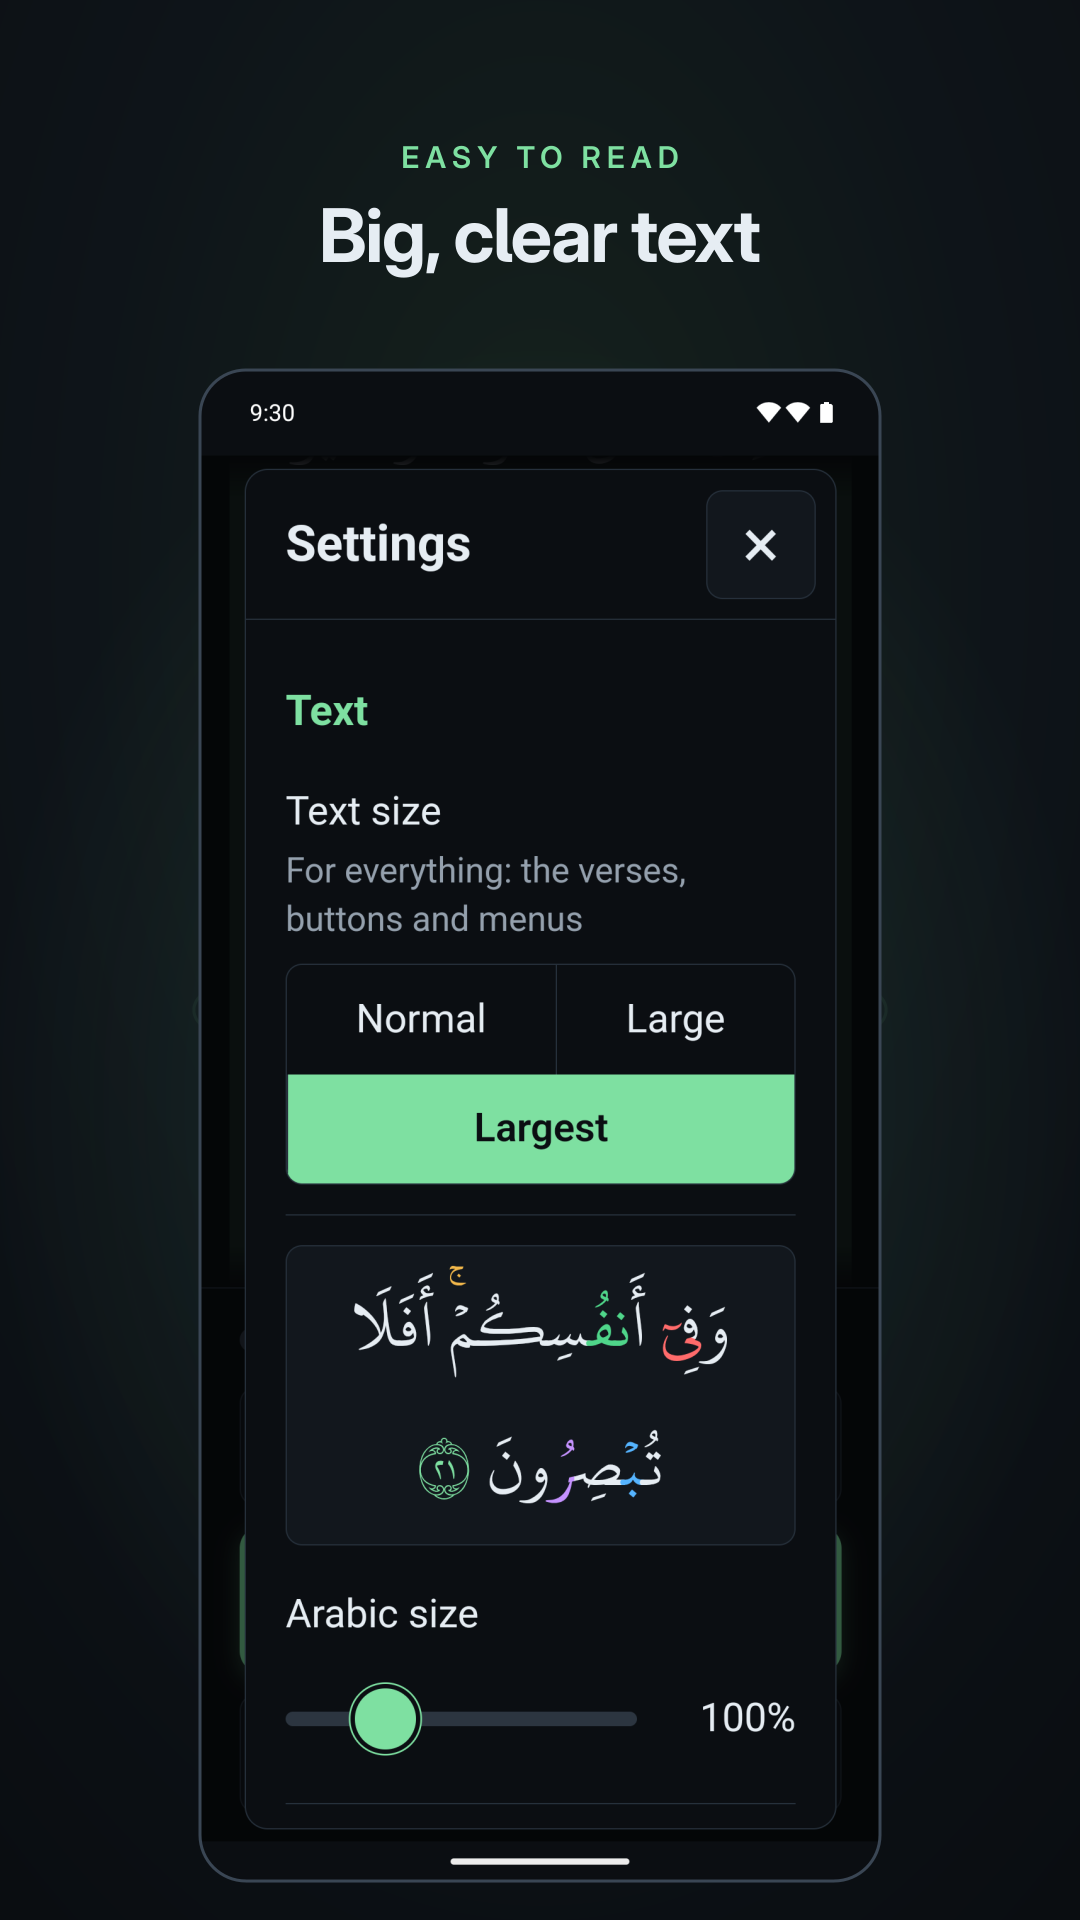 EASY TO READ
Big, clear text
9:30
Settings
Text
Text size
For everything: the verses,
buttons and menus
Normal
Large
Largest
وَفِىٓ أَنفُسِكُمْ ۚ أَفَلَا
تُبْصِرُونَ ٢١
Arabic size
100%